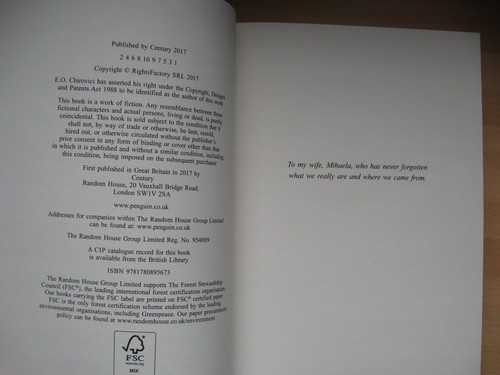 Published by Century 2017
2 4 6 8 10 9 7 5 3 1
Copyright © RightsFactory SRL 2017
E.O. Chirovici has asserted his right under the Copyright, Designs
and Patents Act 1988 to be identified as the author of this work
This book is a work of fiction. Any resemblance between these
fictional characters and actual persons, living or dead, is purely
coincidental. This book is sold subject to the condition that it
shall not, by way of trade or otherwise, be lent, resold,
hired out, or otherwise circulated without the publisher's
prior consent in any form of binding or cover other than that
in which it is published and without a similar condition, including
this condition, being imposed on the subsequent purchaser
First published in Great Britain in 2017 by
Century
Random House, 20 Vauxhall Bridge Road,
London SW1V 2SA
www.penguin.co.uk
Addresses for companies within The Random House Group Limited
can be found at: www.penguin.co.uk
The Random House Group Limited Reg. No. 954009
A CIP catalogue record for this book
is available from the British Library
ISBN 9781780895673
The Random House Group Limited supports The Forest Stewardship
Council (FSC®), the leading international forest certification organisation.
Our books carrying the FSC label are printed on FSC® certified paper.
FSC is the only forest certification scheme endorsed by the leading
environmental organisations, including Greenpeace. Our paper procurement
policy can be found at www.randomhouse.co.uk/environment
FSC
MIX
To my wife, Mihaela, who has never forgotten
what we really are and where we came from.